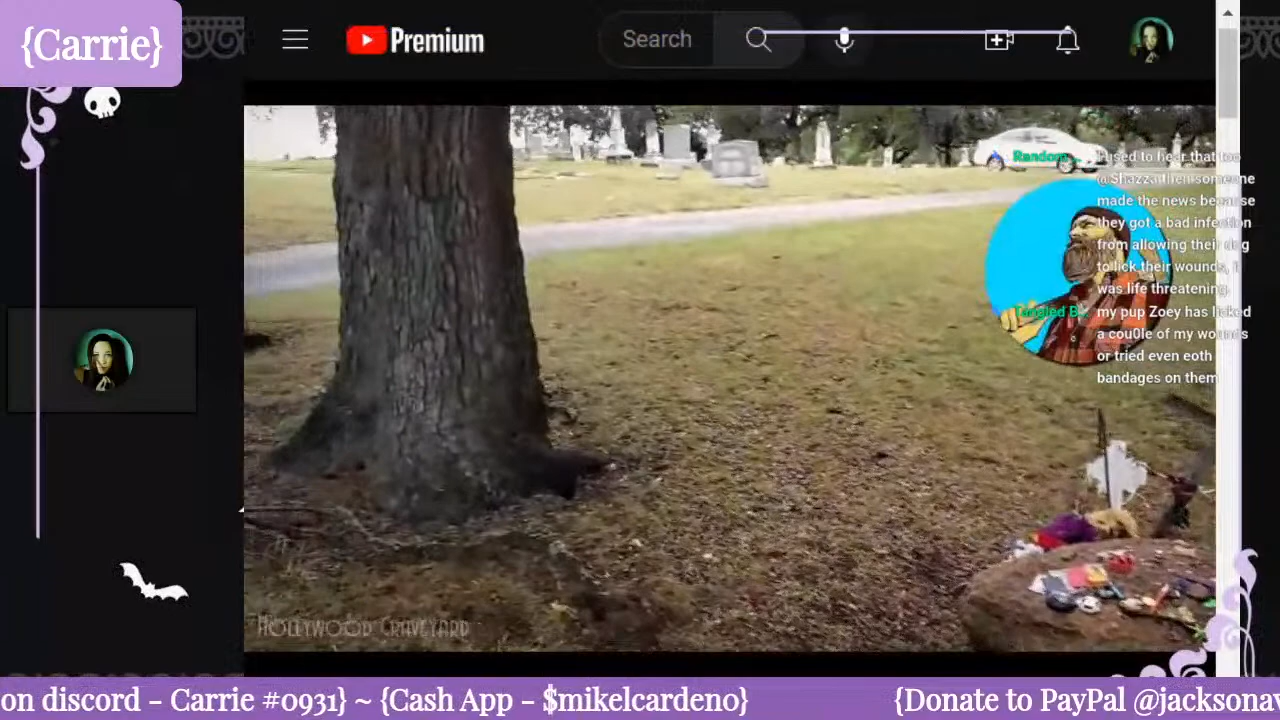 {Carrie}
Premium
Search
Random ...
I used to hear that too
@Shazza then someone
made the news because
they got a bad infection
from allowing their dog
to lick their wounds, it
was life threatening.
Tangled B...
my pup Zoey has licked
a cou0le of my wounds
or tried even eoth
bandages on them
HOLLYWOOD GRAVEYARD
on discord - Carrie #0931} ~ {Cash App - $mikelcardeno}
{Donate to PayPal @jacksonav